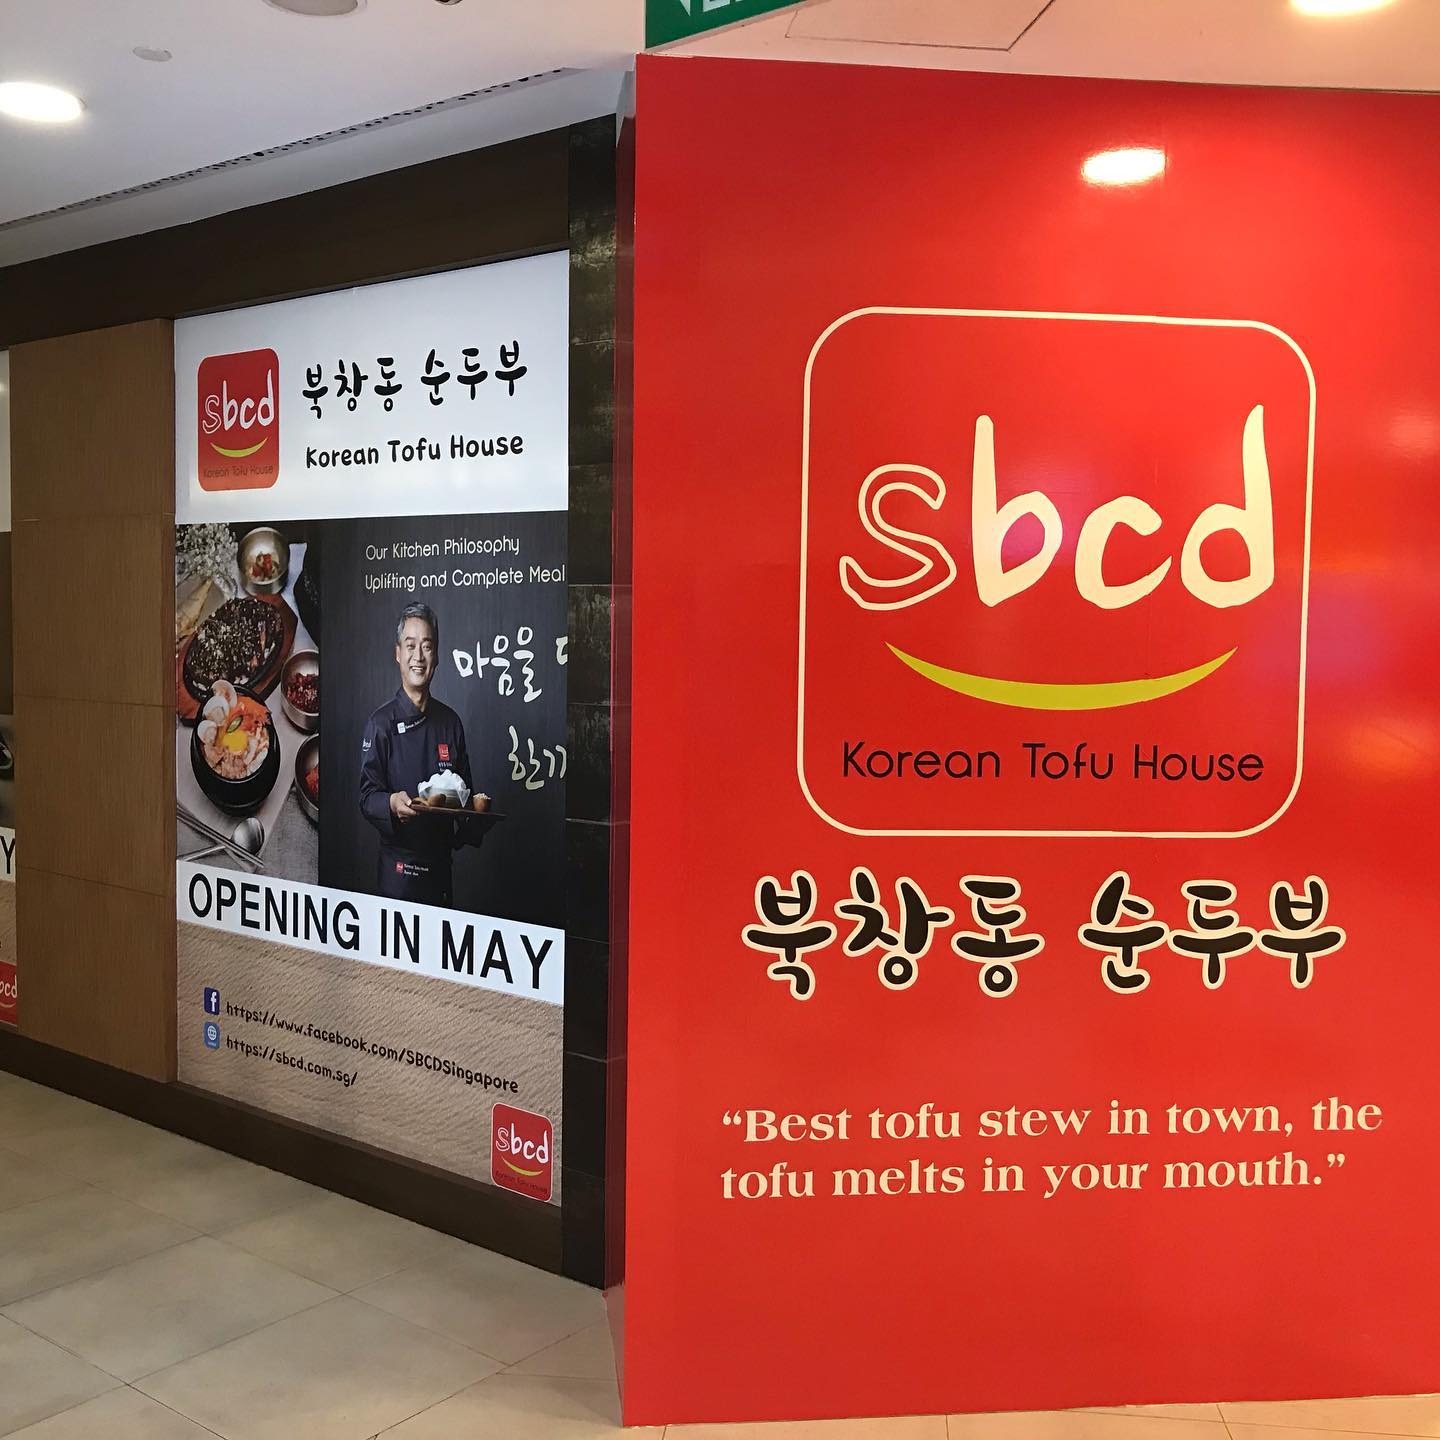 sbcd
Korean Tofu House
북창동 순두부
Korean Tofu House
Our Kitchen Philosophy
Uplifting and Complete Meal
마음을
OPENING IN MAY
https://www.facebook.com/SBCDSingapore
https://sbcd.com.sg/
sbcd
Korean Tofu House
sbcd
Korean Tofu House
북창동 순두부
“Best tofu stew in town, the
tofu melts in your mouth.”